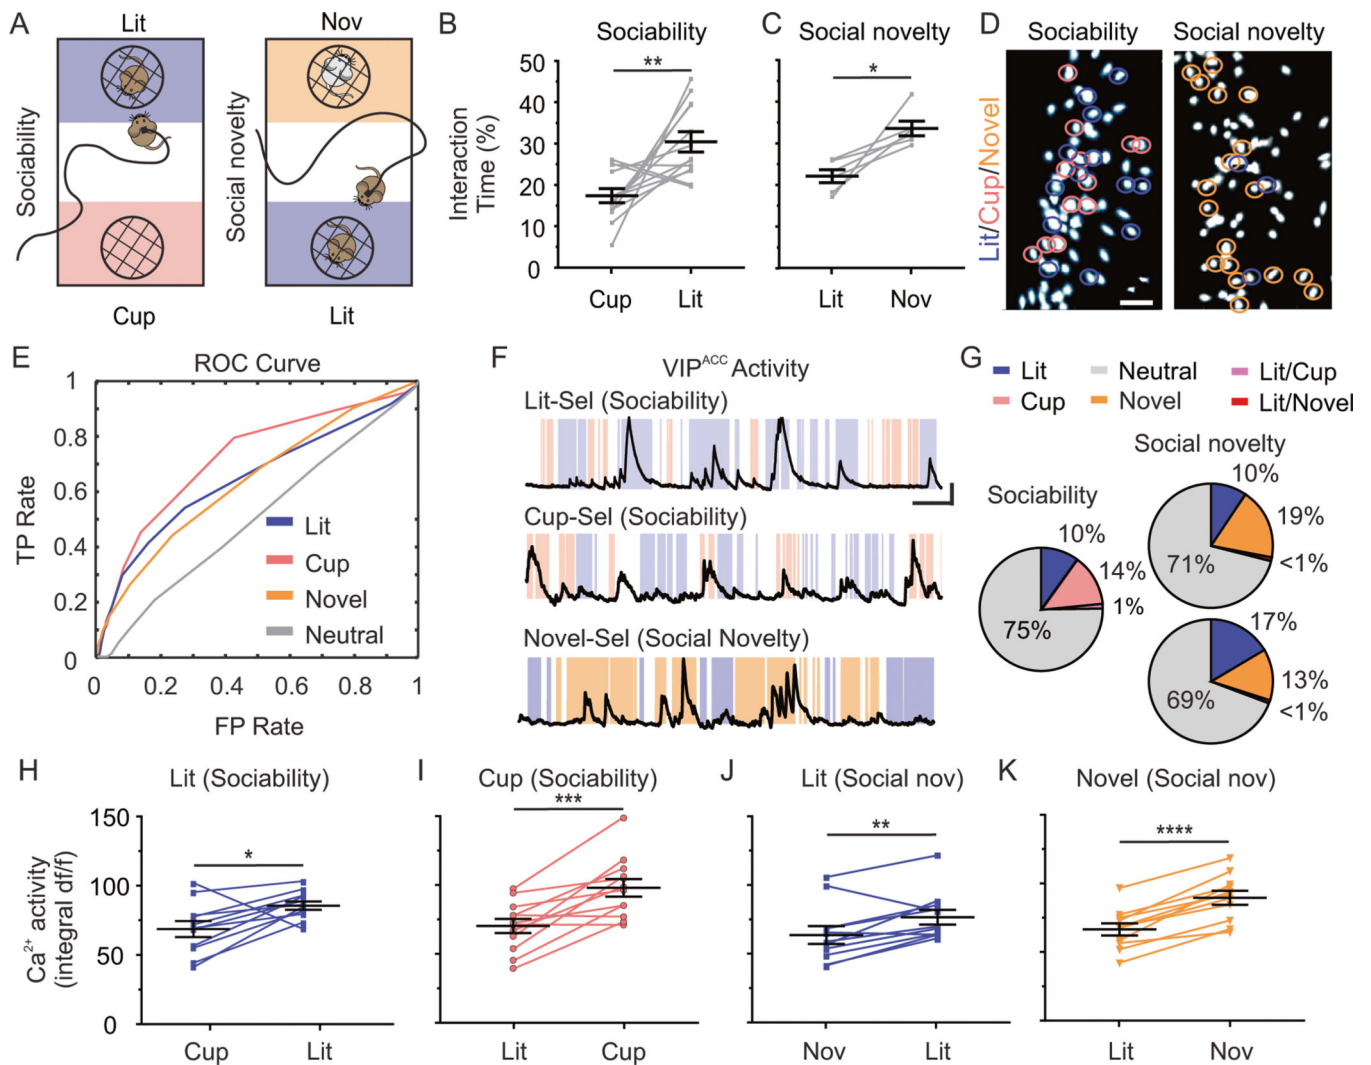 A
Lit
Nov
Sociability
Social novelty
Cup
Lit
B
Sociability
**
Interaction
Time (%)
50
40
30
20
10
0
Cup
Lit
C
Social novelty
*
Lit
Nov
D
Sociability
Social novelty
Lit/Cup/Novel
E
ROC Curve
TP Rate
1
0.8
0.6
0.4
0.2
0
Lit
Cup
Novel
Neutral
0
0.2
0.4
0.6
0.8
1
FP Rate
F
VIP^ACC Activity
Lit-Sel (Sociability)
Cup-Sel (Sociability)
Novel-Sel (Social Novelty)
G
Lit
Neutral
Lit/Cup
Cup
Novel
Lit/Novel
Sociability
10%
14%
1%
75%
Social novelty
10%
19%
<1%
71%
17%
13%
<1%
69%
H
Lit (Sociability)
*
Ca²⁺ activity
(integral df/f)
150
100
50
0
Cup
Lit
I
Cup (Sociability)
***
Lit
Cup
J
Lit (Social nov)
**
Nov
Lit
K
Novel (Social nov)
****
Lit
Nov